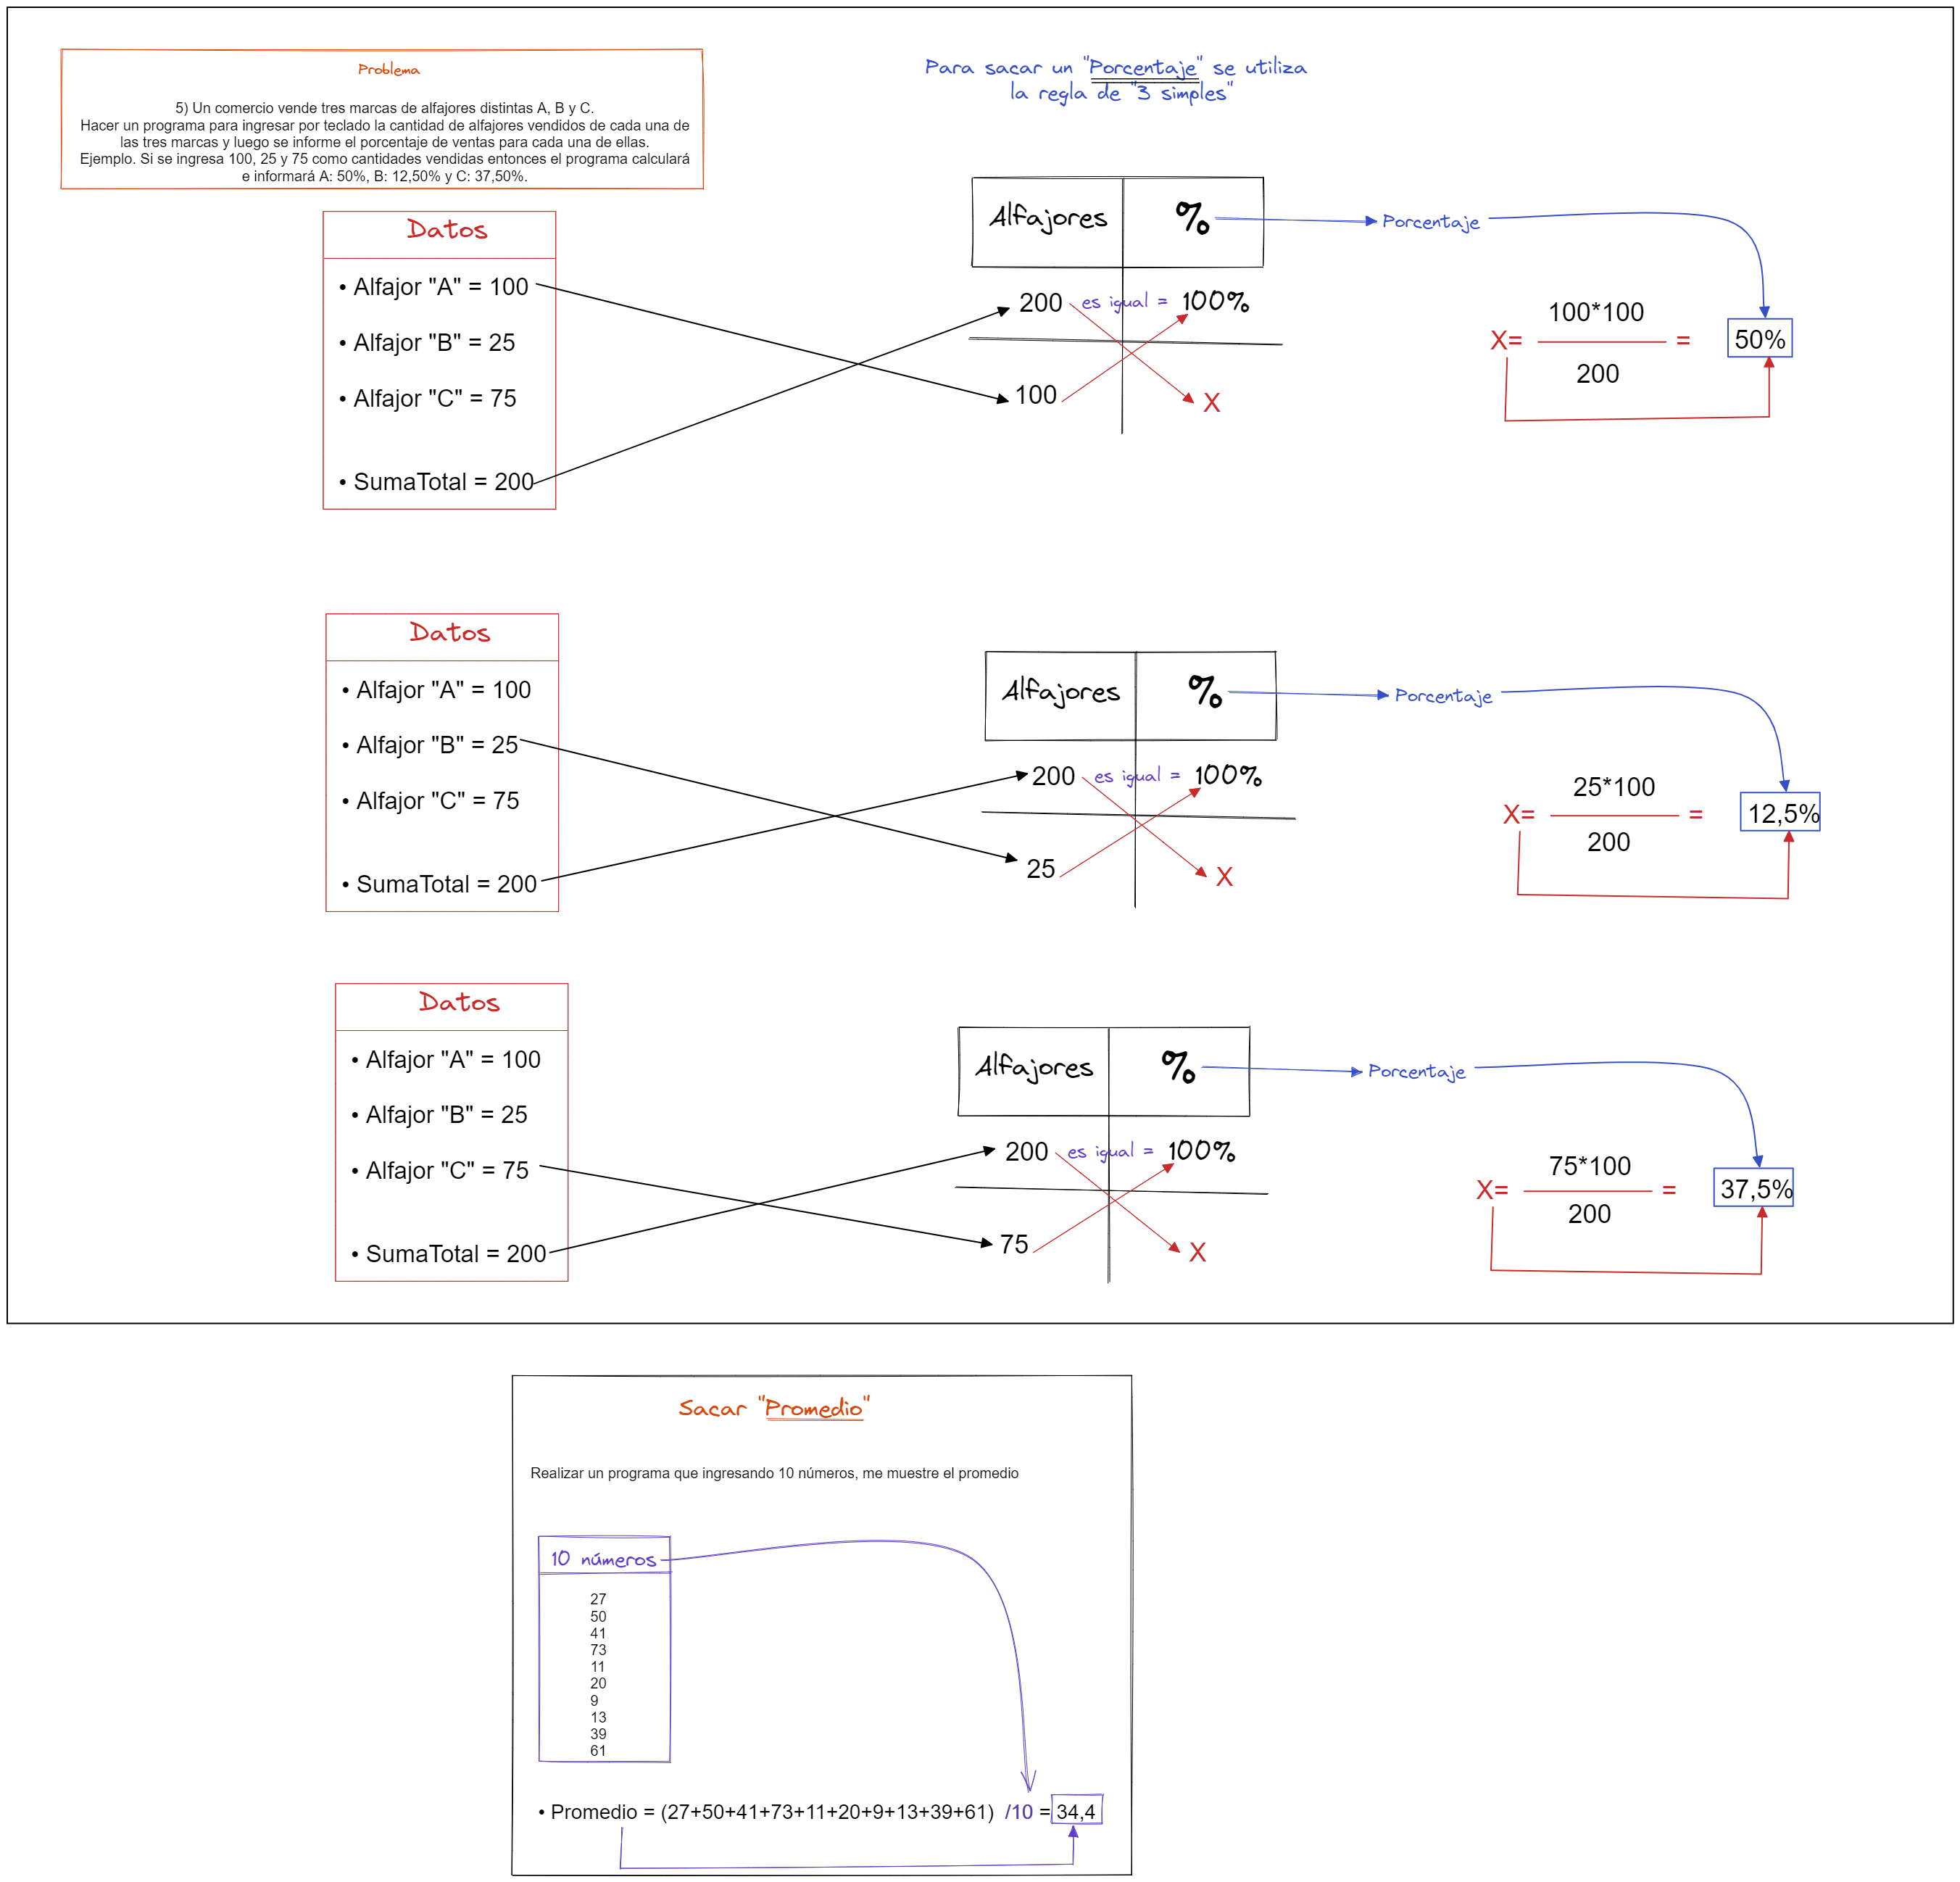 Problema
5) Un comercio vende tres marcas de alfajores distintas A, B y C.
Hacer un programa para ingresar por teclado la cantidad de alfajores vendidos de cada una de
las tres marcas y luego se informe el porcentaje de ventas para cada una de ellas.
Ejemplo. Si se ingresa 100, 25 y 75 como cantidades vendidas entonces el programa calculará
e informará A: 50%, B: 12,50% y C: 37,50%.
Para sacar un "Porcentaje" se utiliza
la regla de "3 simples"
Datos
• Alfajor "A" = 100
• Alfajor "B" = 25
• Alfajor "C" = 75
• SumaTotal = 200
Alfajores %
Porcentaje
200 es igual = 100%
100 X
100*100
X= =
200
50%
Datos
• Alfajor "A" = 100
• Alfajor "B" = 25
• Alfajor "C" = 75
• SumaTotal = 200
Alfajores %
Porcentaje
200 es igual = 100%
25 X
25*100
X= =
200
12,5%
Datos
• Alfajor "A" = 100
• Alfajor "B" = 25
• Alfajor "C" = 75
• SumaTotal = 200
Alfajores %
Porcentaje
200 es igual = 100%
75 X
75*100
X= =
200
37,5%
Sacar "Promedio"
Realizar un programa que ingresando 10 números, me muestre el promedio
10 números
27
50
41
73
11
20
9
13
39
61
• Promedio = (27+50+41+73+11+20+9+13+39+61) /10 = 34,4